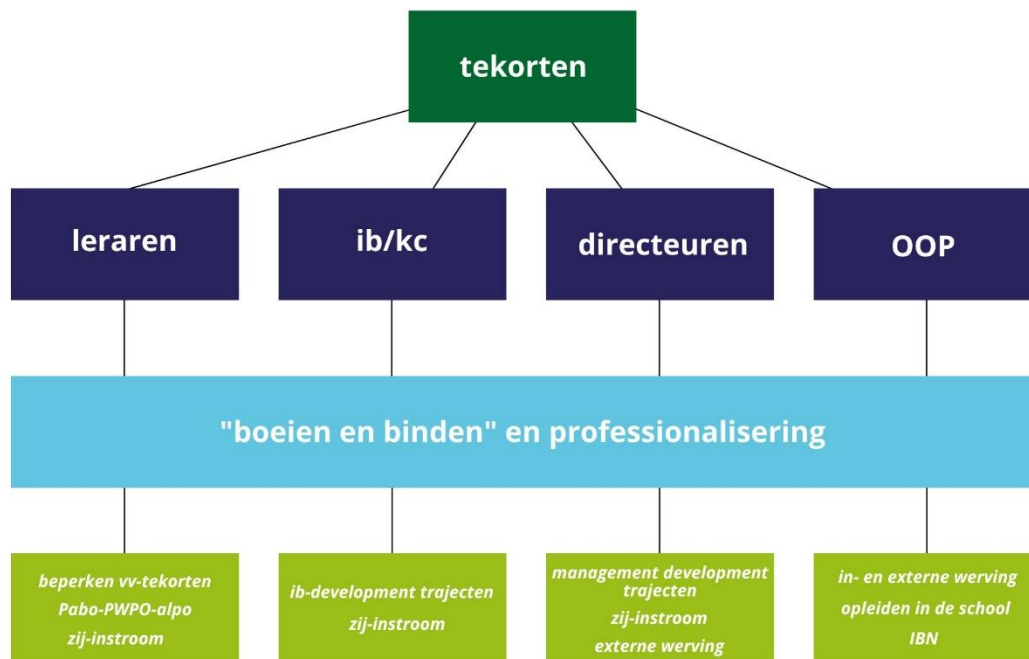 tekorten
leraren
ib/kc
directeuren
OOP
"boeien en binden" en professionalisering
beperken vv-tekorten
Pabo-PWPO-alpo
zij-instroom
ib-development trajecten
zij-instroom
management development
trajecten
zij-instroom
externe werving
in- en externe werving
opleiden in de school
IBN